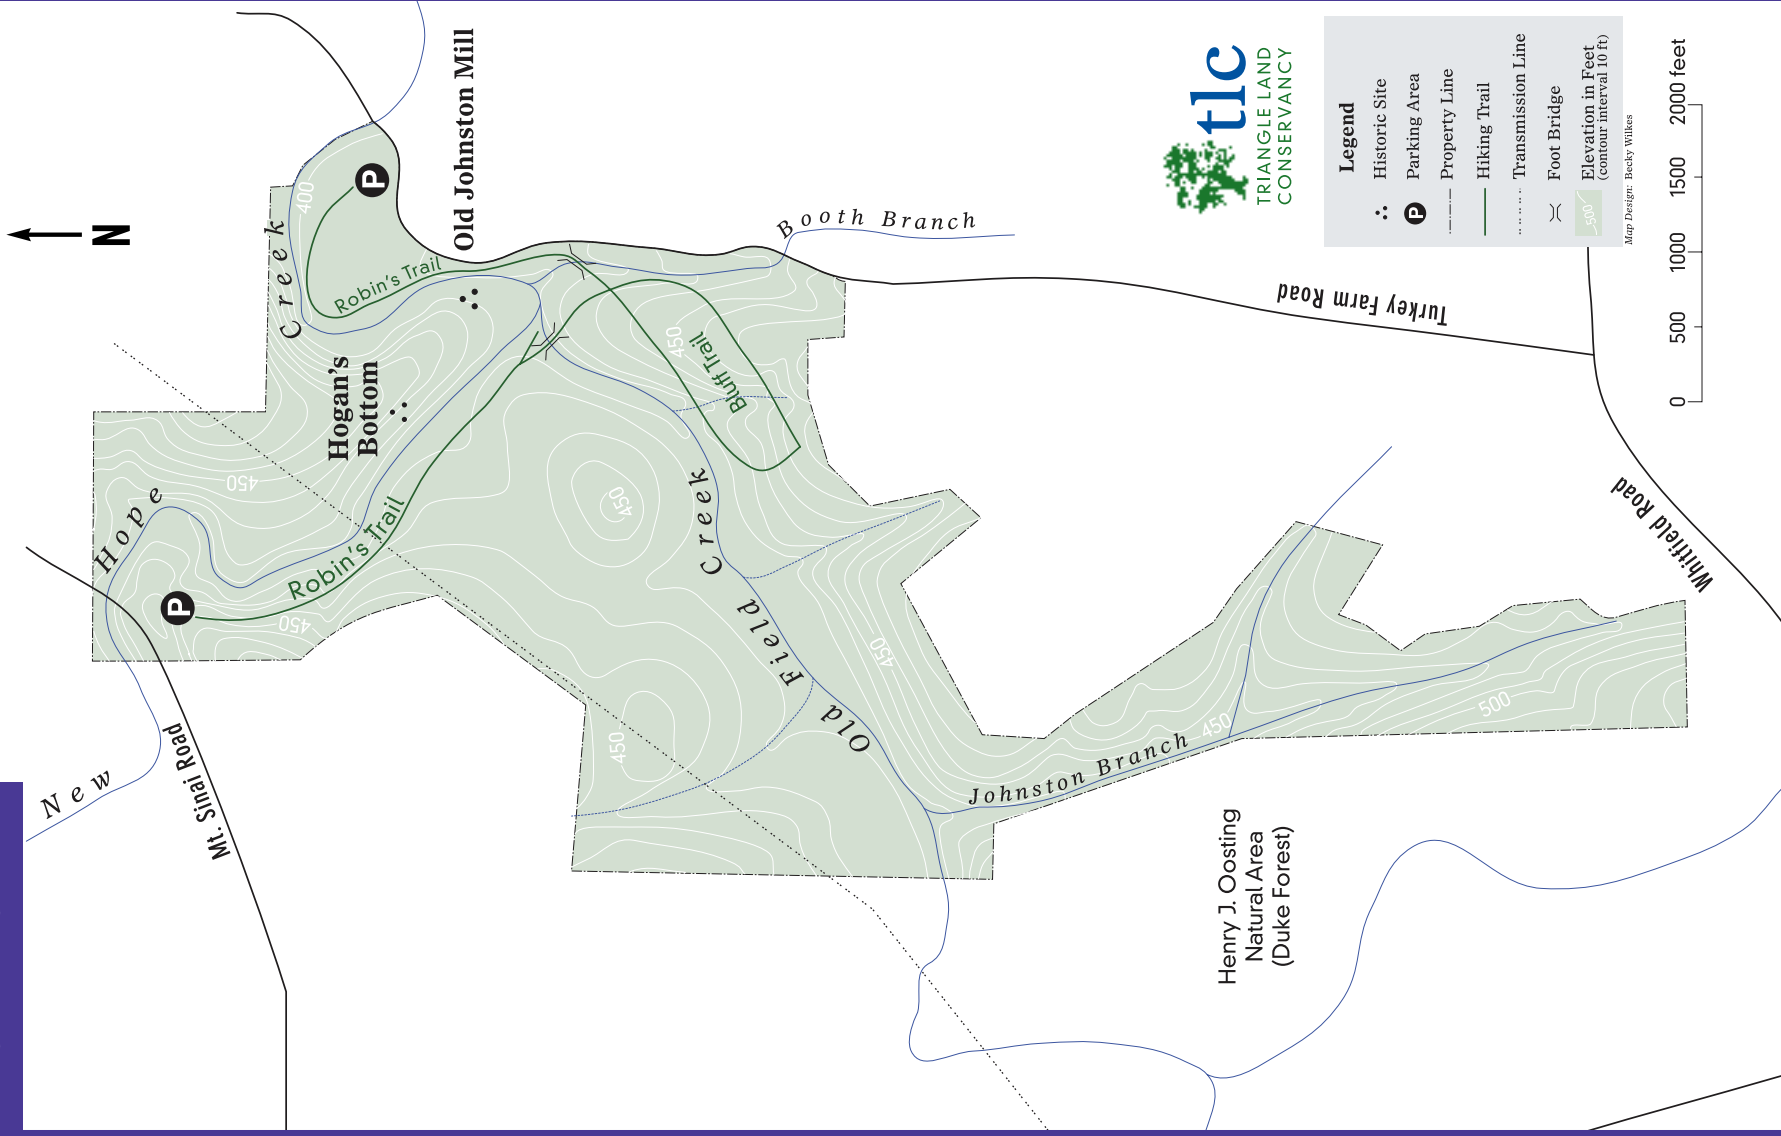 N
Old Johnston Mill
Creek
400
P
Robin's Trail
Hogan's
Bottom
450
Hope
P
450
Robin's Trail
New
Mt. Sinai Road
Booth Branch
450
Bluff Trail
450
Old Field Creek
450
450
Johnston Branch
450
500
Henry J. Oosting
Natural Area
(Duke Forest)
Turkey Farm Road
Whitfield Road
tlc
TRIANGLE LAND
CONSERVANCY
Legend
Historic Site
P Parking Area
Property Line
Hiking Trail
Transmission Line
Foot Bridge
500 Elevation in Feet
(contour interval 10 ft)
Map Design: Becky Wilkes
0 500 1000 1500 2000 feet